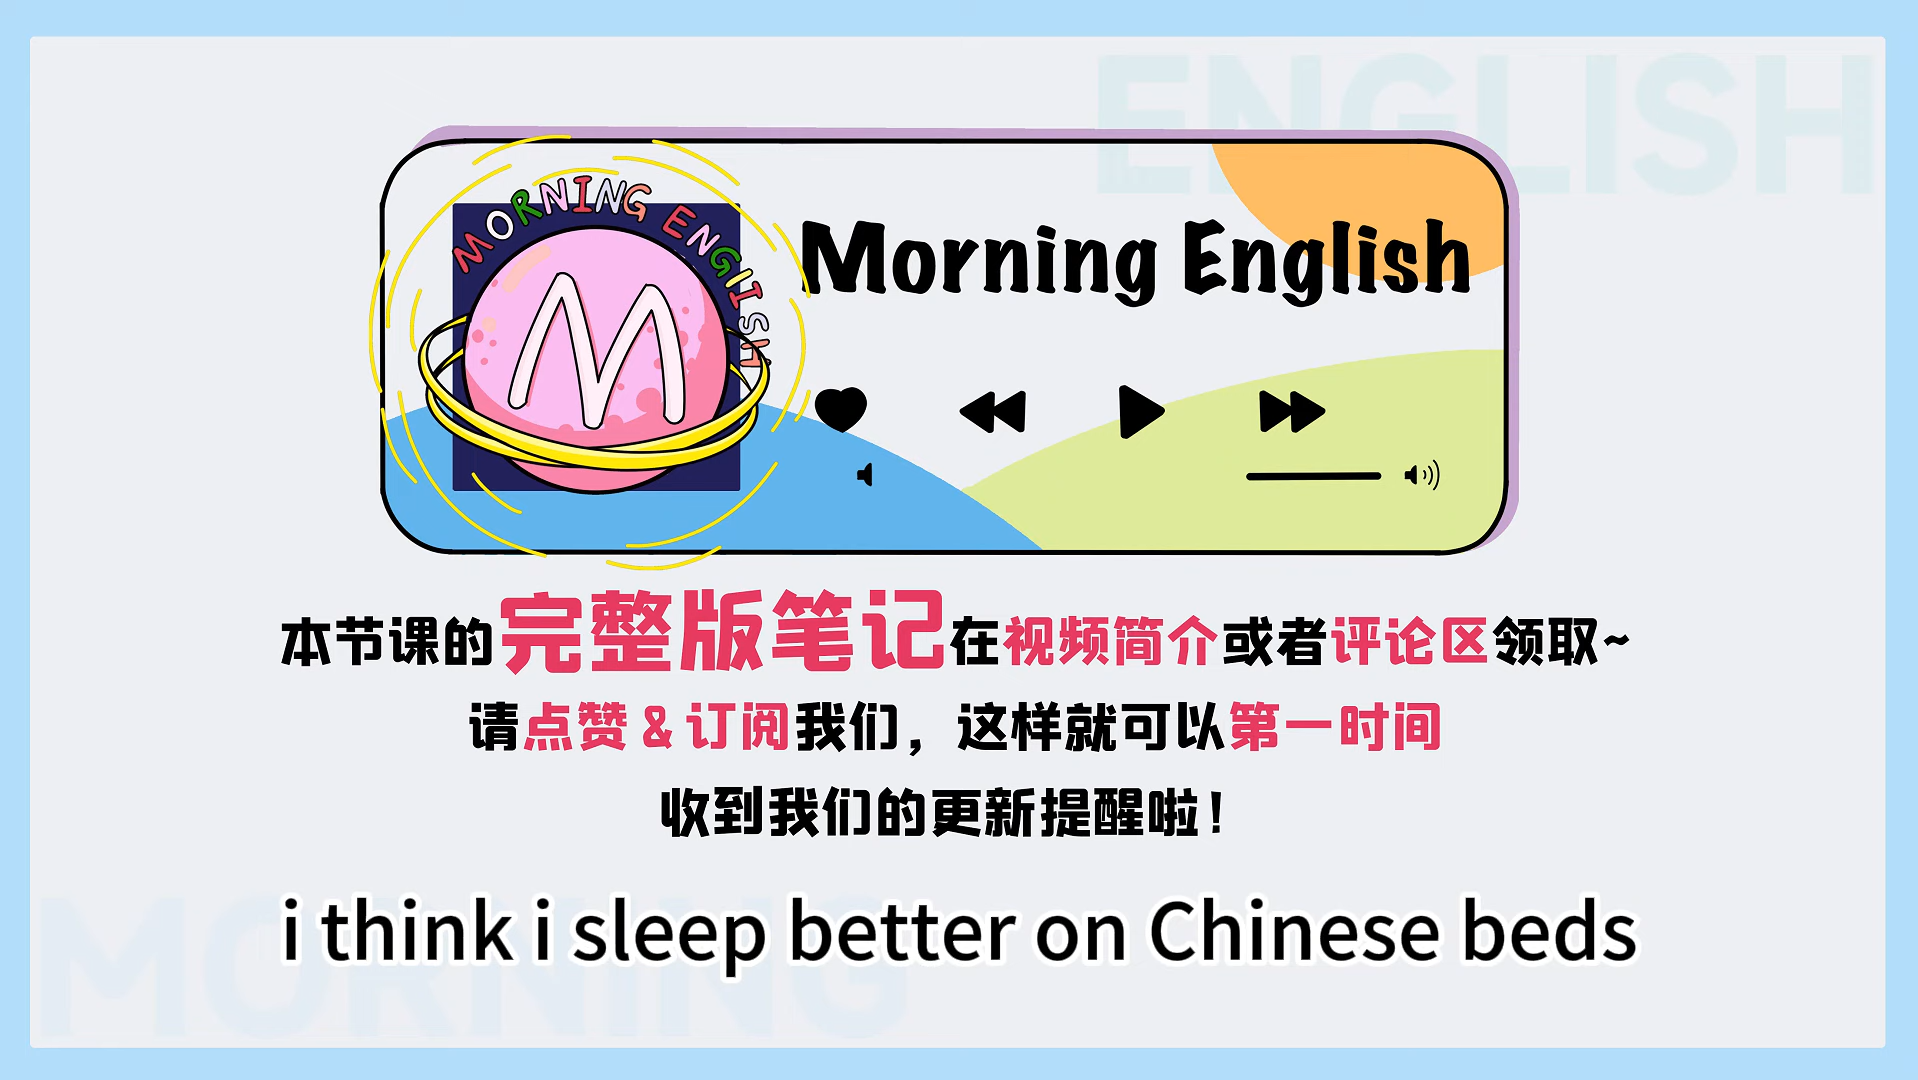 ENGLISH
MORNING ENGlISH
M
Morning English
本节课的完整版笔记在视频简介或者评论区领取~
请点赞&订阅我们，这样就可以第一时间
收到我们的更新提醒啦！
i think i sleep better on Chinese beds
MORNING